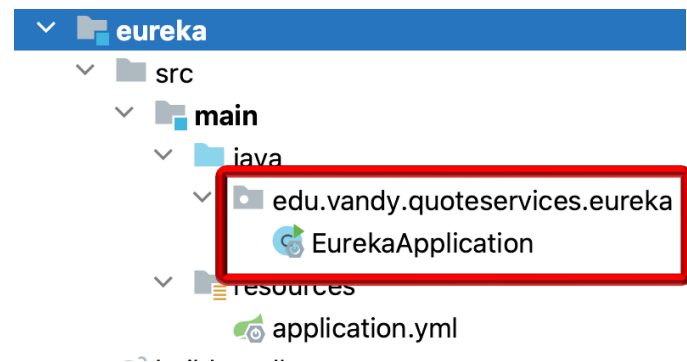 eureka
src
main
java
edu.vandy.quoteservices.eureka
EurekaApplication
resources
application.yml